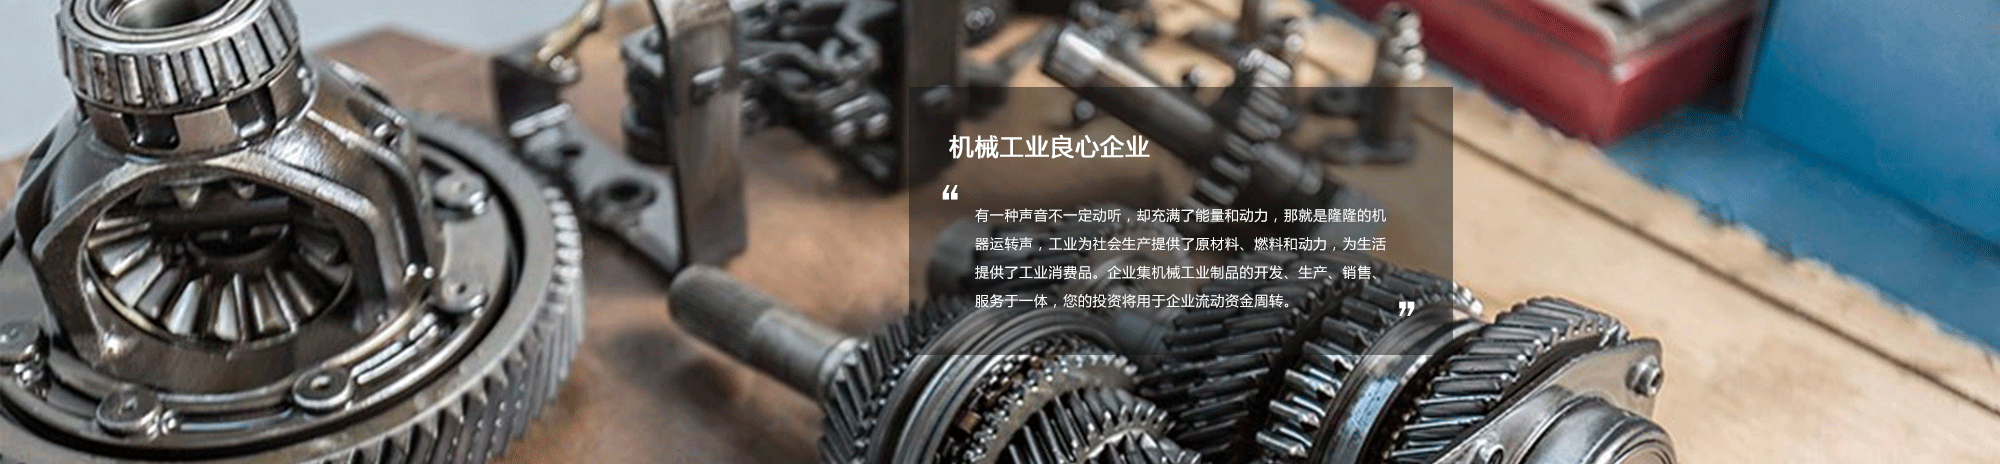 机械工业良心企业
❝
有一种声音不一定动听，却充满了能量和动力，那就是隆隆的机
器运转声，工业为社会生产提供了原材料、燃料和动力，为生活
提供了工业消费品。企业集机械工业制品的开发、生产、销售、
服务于一体，您的投资将用于企业流动资金周转。
❞